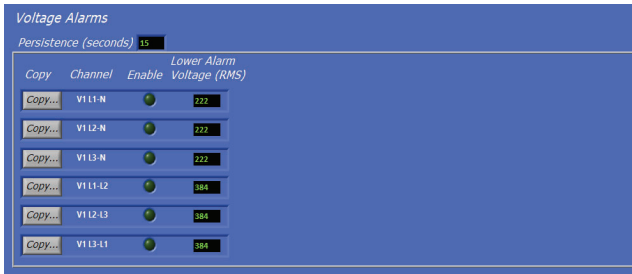 Voltage Alarms
Persistence (seconds) 15
Lower Alarm
Copy Channel Enable Voltage (RMS)
Copy... V1 L1-N 222
Copy... V1 L2-N 222
Copy... V1 L3-N 222
Copy... V1 L1-L2 384
Copy... V1 L2-L3 384
Copy... V1 L3-L1 384